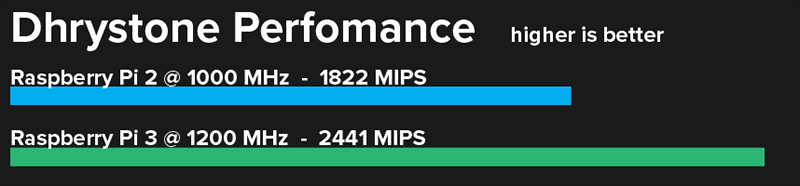 Dhrystone Perfomance higher is better
Raspberry Pi 2 @ 1000 MHz - 1822 MIPS
Raspberry Pi 3 @ 1200 MHz - 2441 MIPS